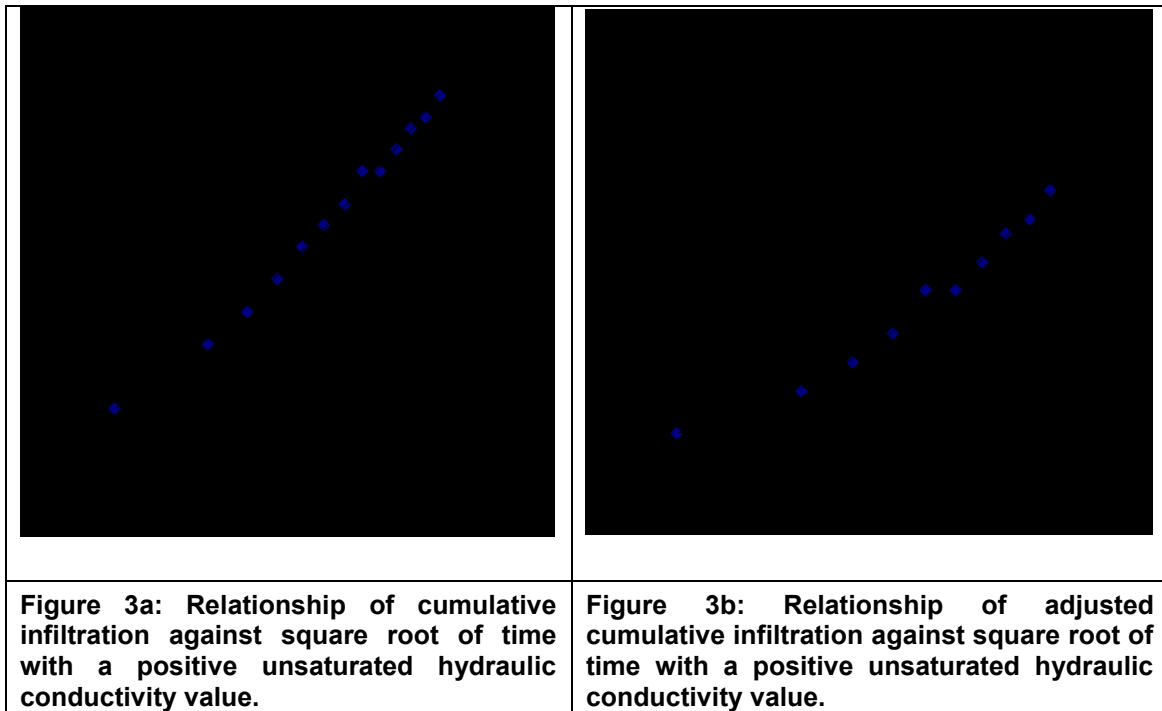 Figure 3a: Relationship of cumulative
infiltration against square root of time
with a positive unsaturated hydraulic
conductivity value.
Figure 3b: Relationship of adjusted
cumulative infiltration against square root of
time with a positive unsaturated hydraulic
conductivity value.